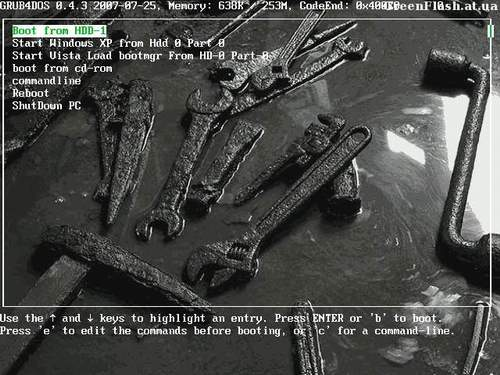 GRUB4DOS 0.4.3 2007-07-25, Memory: 638K / 253M, CodeEnd:
GreenFlash.at.ua
Boot from HDD-1
Start Windows XP from Hdd 0 Part 0
Start Vista Load bootmgr From HD-0 Part-0
boot from cd-rom
commandline
Reboot
ShutDown PC
Use the ↑ and ↓ keys to highlight an entry. Press ENTER or 'b' to boot.
Press 'e' to edit the commands before booting, or 'c' for a command-line.